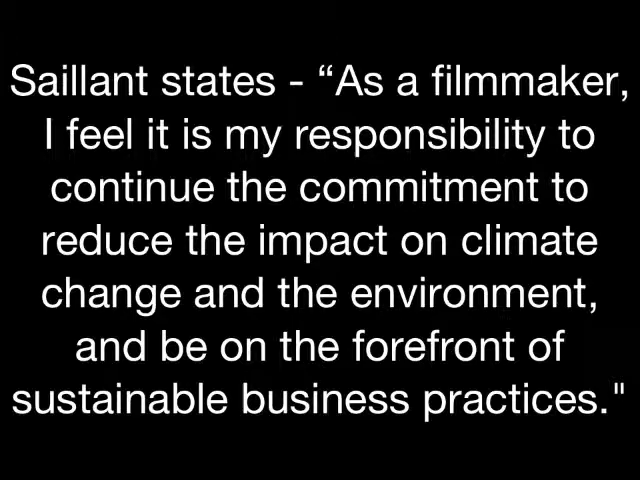 Saillant states - “As a filmmaker,
I feel it is my responsibility to
continue the commitment to
reduce the impact on climate
change and the environment,
and be on the forefront of
sustainable business practices."